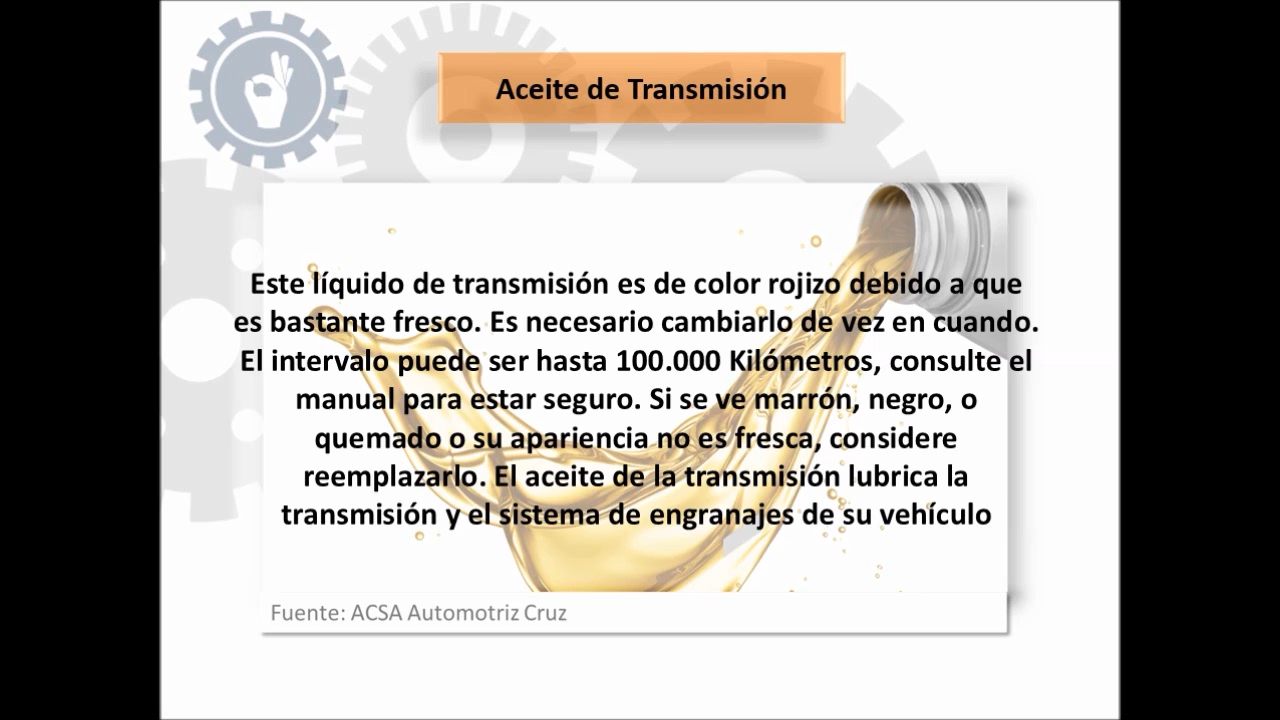 Aceite de Transmisión
Este líquido de transmisión es de color rojizo debido a que
es bastante fresco. Es necesario cambiarlo de vez en cuando.
El intervalo puede ser hasta 100.000 Kilómetros, consulte el
manual para estar seguro. Si se ve marrón, negro, o
quemado o su apariencia no es fresca, considere
reemplazarlo. El aceite de la transmisión lubrica la
transmisión y el sistema de engranajes de su vehículo
Fuente: ACSA Automotriz Cruz